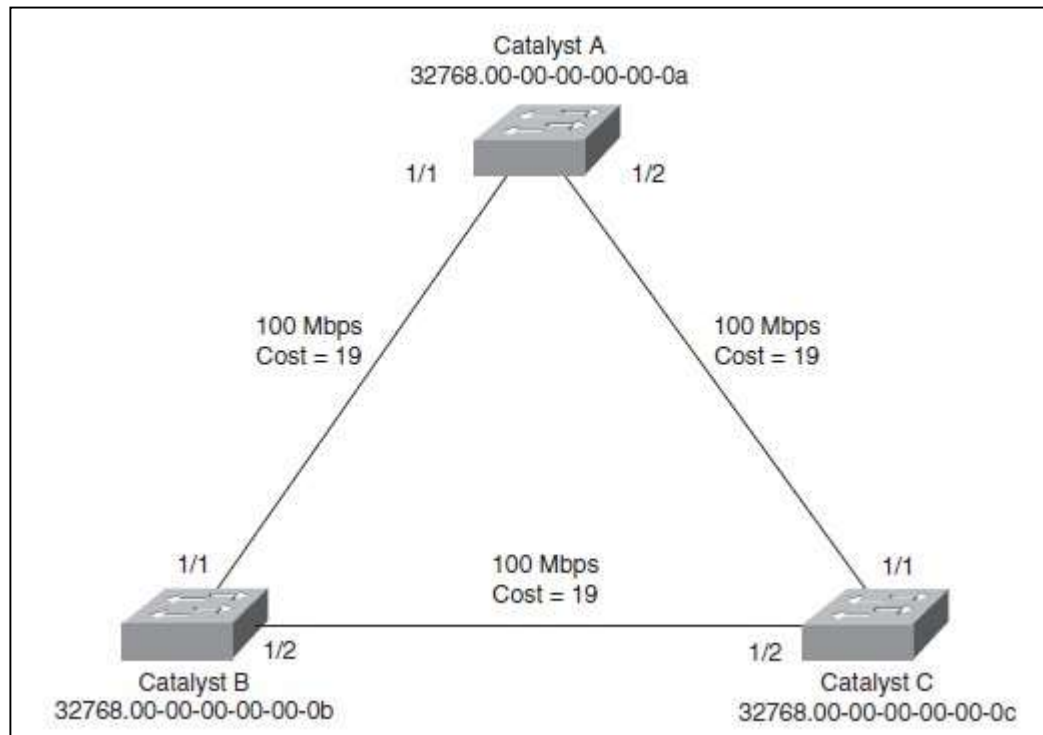 Catalyst A
32768.00-00-00-00-00-0a
1/1
1/2
100 Mbps
Cost = 19
100 Mbps
Cost = 19
1/1
100 Mbps
Cost = 19
1/1
1/2
1/2
Catalyst B
32768.00-00-00-00-00-0b
Catalyst C
32768.00-00-00-00-00-0c